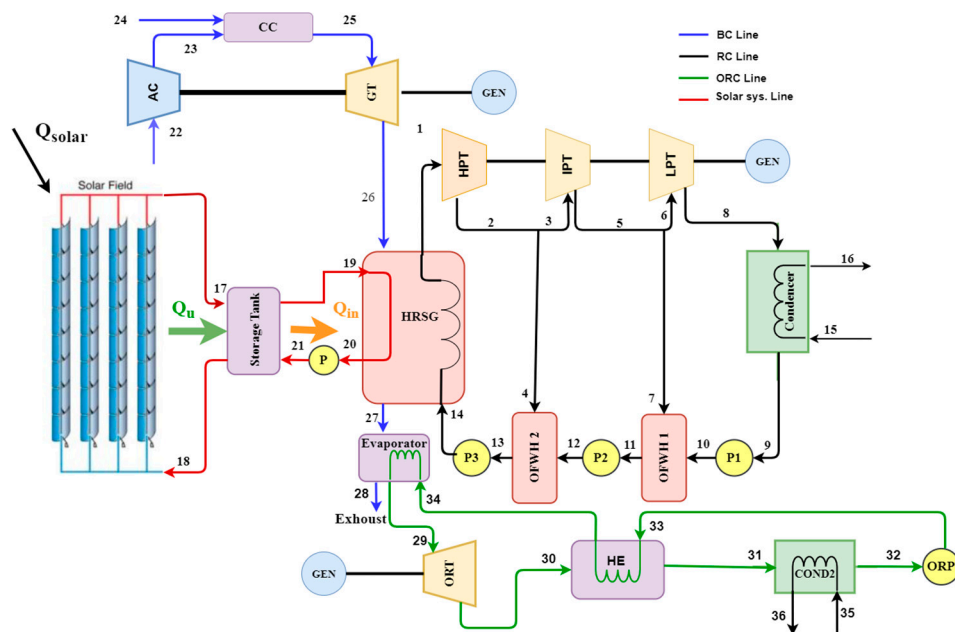 24
CC
25
BC Line
RC Line
ORC Line
Solar sys. Line
23
AC
GT
GEN
22
Q solar
1
HPT
IPT
LPT
GEN
Solar Field
26
2
3
5
6
8
17
19
16
Q u
Storage Tank
Q in
HRSG
Condencer
21
P
20
15
4
7
18
27
14
13
12
11
10
9
Evaporator
P3
OFWH 2
P2
OFWH 1
P1
28
34
Exhoust
29
33
GEN
ORT
30
HE
31
COND2
32
ORP
36
35